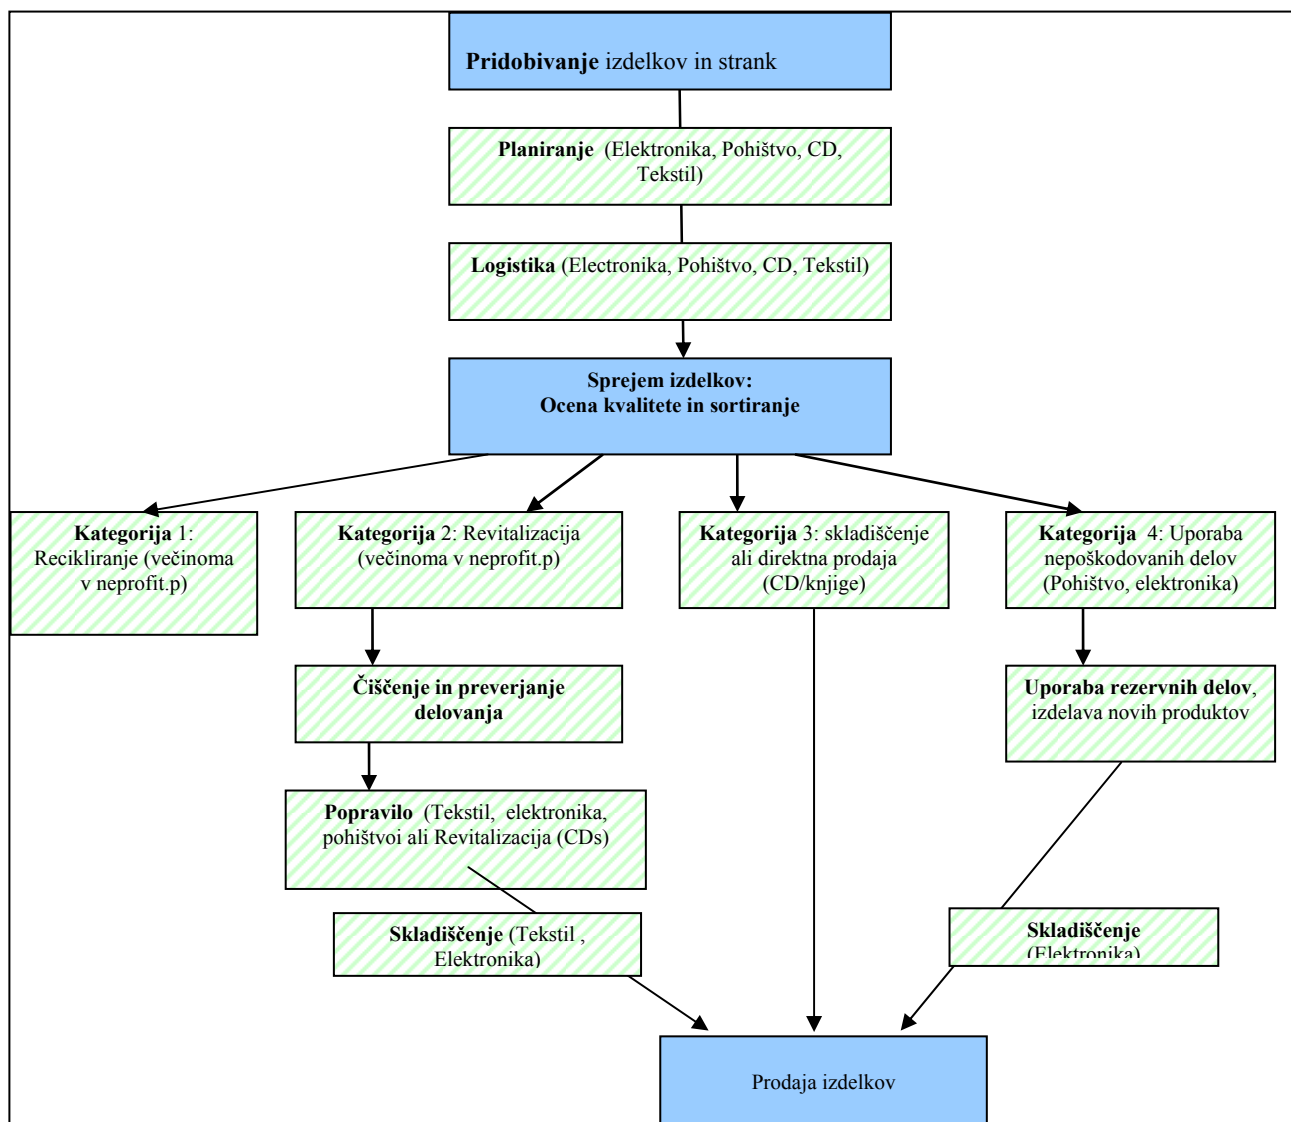 Pridobivanje izdelkov in strank
Planiranje (Elektronika, Pohištvo, CD,
Tekstil)
Logistika (Electronika, Pohištvo, CD, Tekstil)
Sprejem izdelkov:
Ocena kvalitete in sortiranje
Kategorija 1:
Recikliranje (večinoma
v neprofit.p)
Kategorija 2: Revitalizacija
(večinoma v neprofit.p)
Kategorija 3: skladiščenje
ali direktna prodaja
(CD/knjige)
Kategorija 4: Uporaba
nepoškodovanih delov
(Pohištvo, elektronika)
Čiščenje in preverjanje
delovanja
Uporaba rezervnih delov,
izdelava novih produktov
Popravilo (Tekstil, elektronika,
pohištvoi ali Revitalizacija (CDs)
Skladiščenje (Tekstil ,
Elektronika)
Skladiščenje
(Elektronika)
Prodaja izdelkov